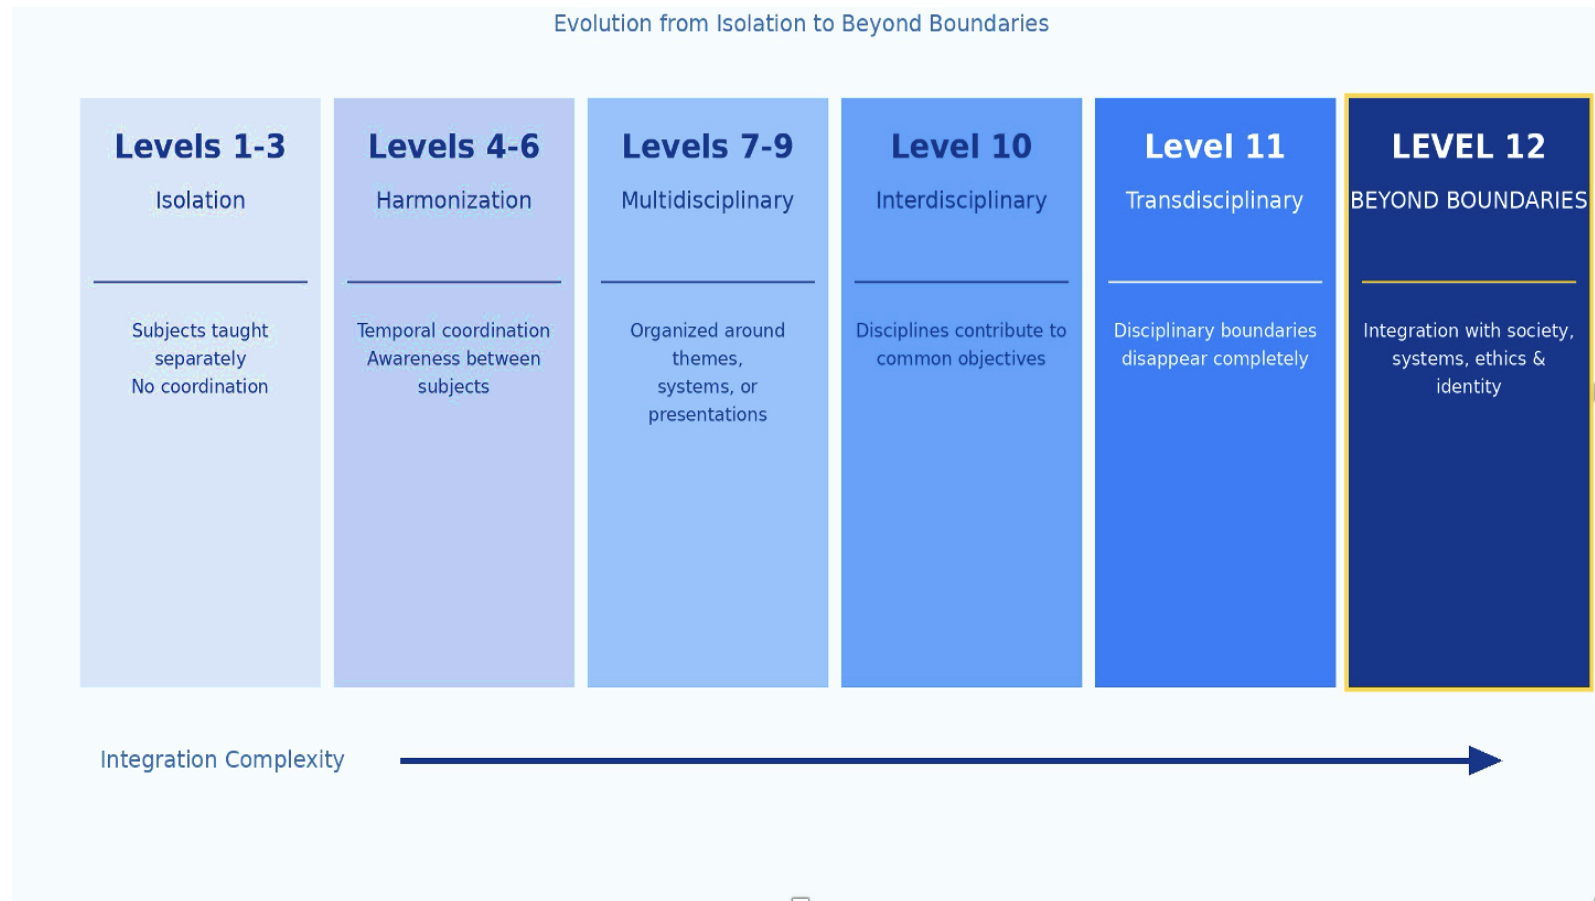 Evolution from Isolation to Beyond Boundaries
Levels 1-3
Isolation
Subjects taught
separately
No coordination
Levels 4-6
Harmonization
Temporal coordination
Awareness between
subjects
Levels 7-9
Multidisciplinary
Organized around
themes,
systems, or
presentations
Level 10
Interdisciplinary
Disciplines contribute to
common objectives
Level 11
Transdisciplinary
Disciplinary boundaries
disappear completely
LEVEL 12
BEYOND BOUNDARIES
Integration with society,
systems, ethics &
identity
Integration Complexity